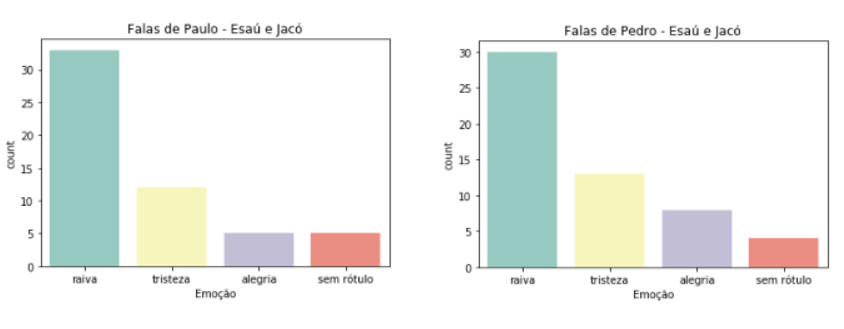 Falas de Paulo - Esaú e Jacó
30
25
20
15
10
5
0
count
raiva tristeza alegria sem rótulo
Emoção
Falas de Pedro - Esaú e Jacó
30
25
20
15
10
5
0
count
raiva tristeza alegria sem rótulo
Emoção